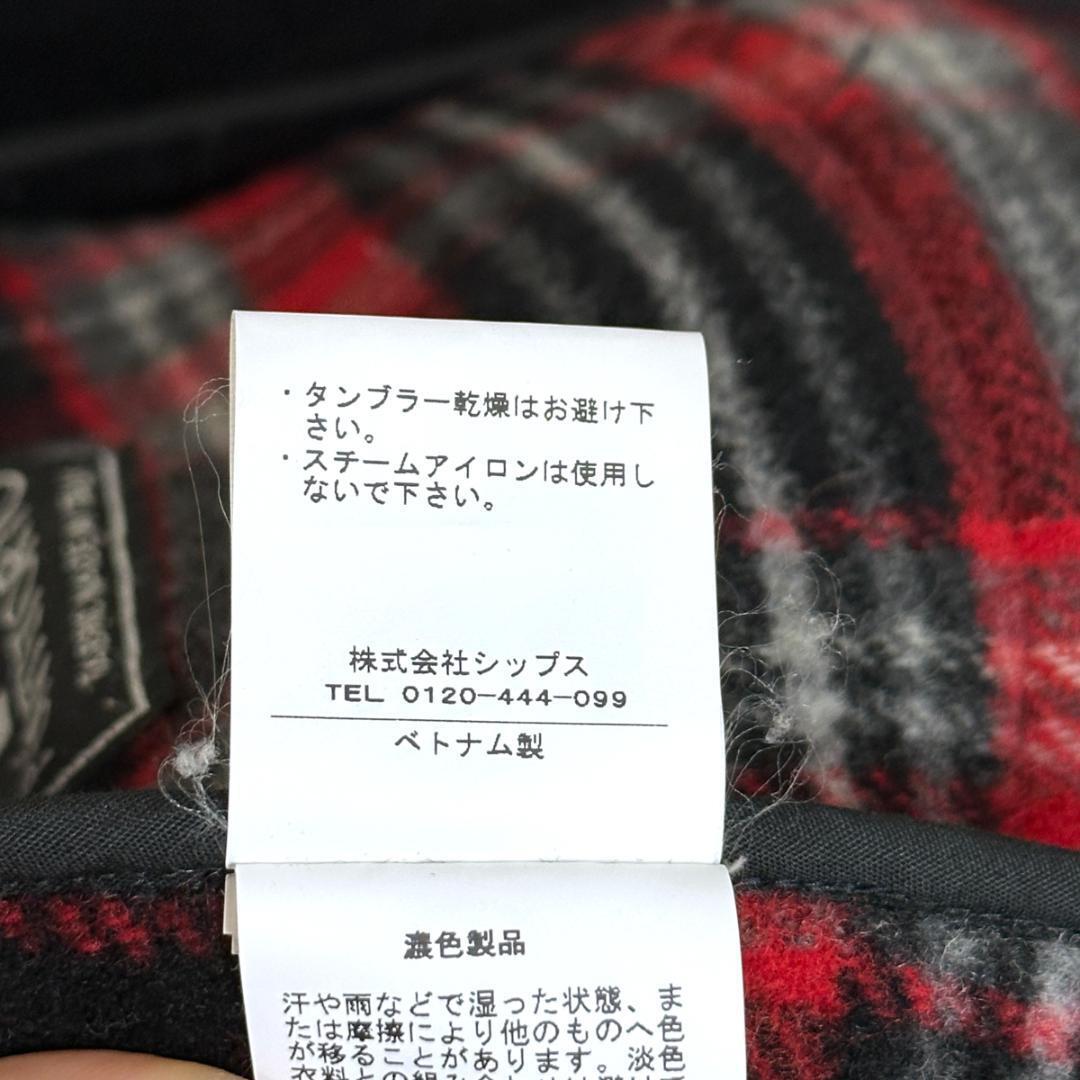 ・タンブラー乾燥はお避け下
さい。
・スチームアイロンは使用し
ないで下さい。
株式会社シップス
TEL 0120-444-099
ベトナム製
濃色製品
汗や雨などで湿った状態、ま
たは摩擦により他のものへ色
が移ることがあります。淡色